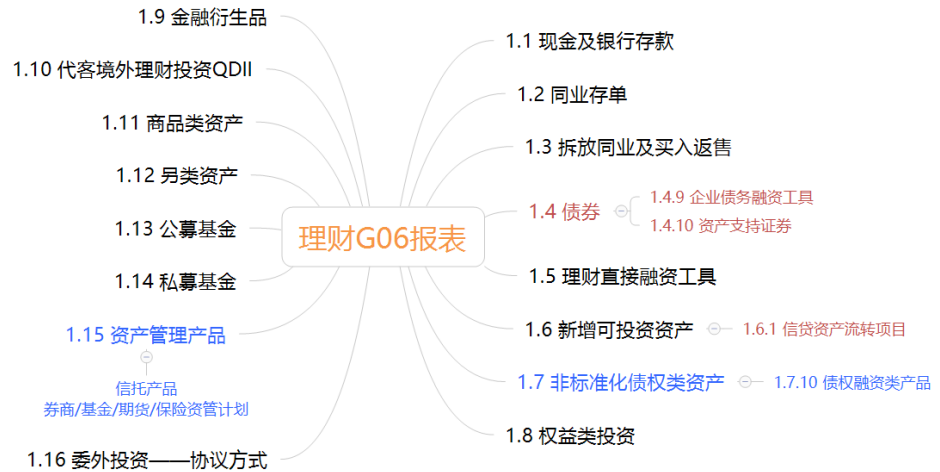 理财G06报表
1.1 现金及银行存款
1.2 同业存单
1.3 拆放同业及买入返售
1.4 债券
1.4.9 企业债务融资工具
1.4.10 资产支持证券
1.5 理财直接融资工具
1.6 新增可投资资产
1.6.1 信贷资产流转项目
1.7 非标准化债权类资产
1.7.10 债权融资类产品
1.8 权益类投资
1.9 金融衍生品
1.10 代客境外理财投资QDII
1.11 商品类资产
1.12 另类资产
1.13 公募基金
1.14 私募基金
1.15 资产管理产品
信托产品
券商/基金/期货/保险资管计划
1.16 委外投资——协议方式